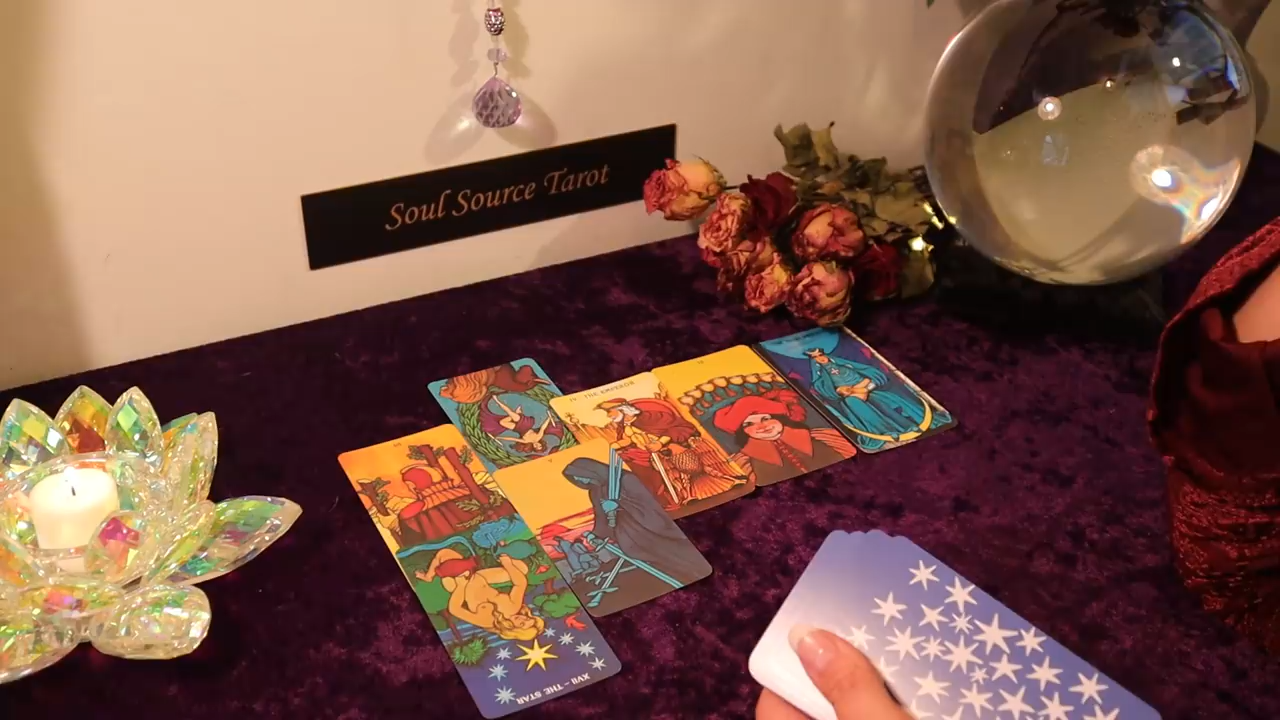 Soul Source Tarot
IV THE EMPEROR
V
XVII - THE STAR